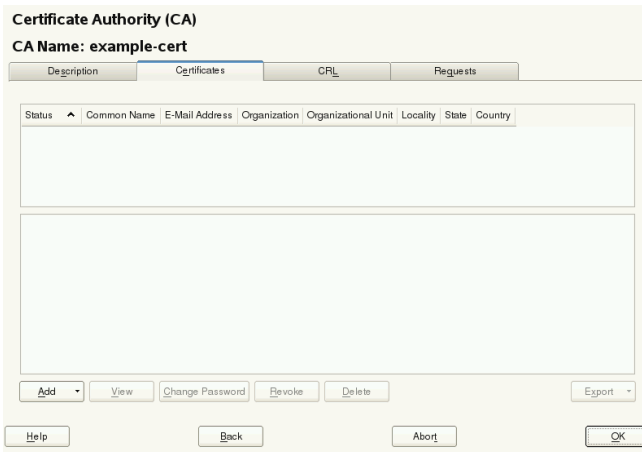 Certificate Authority (CA)
CA Name: example-cert
Description Certificates CRL Requests
Status Common Name E-Mail Address Organization Organizational Unit Locality State Country
Add View Change Password Revoke Delete Export
Help Back Abort OK